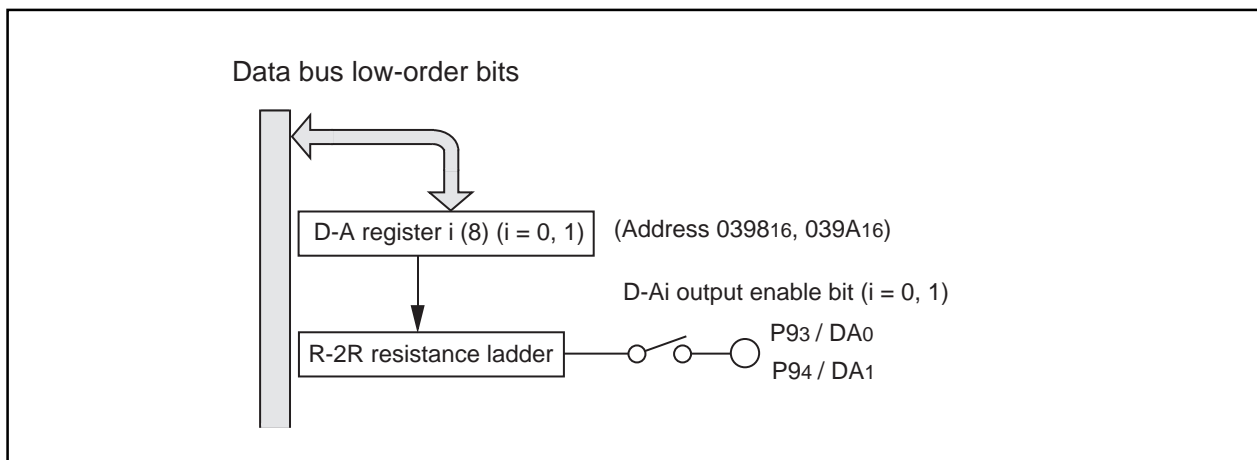 Data bus low-order bits
D-A register i (8) (i = 0, 1)
(Address 039816, 039A16)
D-Ai output enable bit (i = 0, 1)
R-2R resistance ladder
P93 / DA0
P94 / DA1